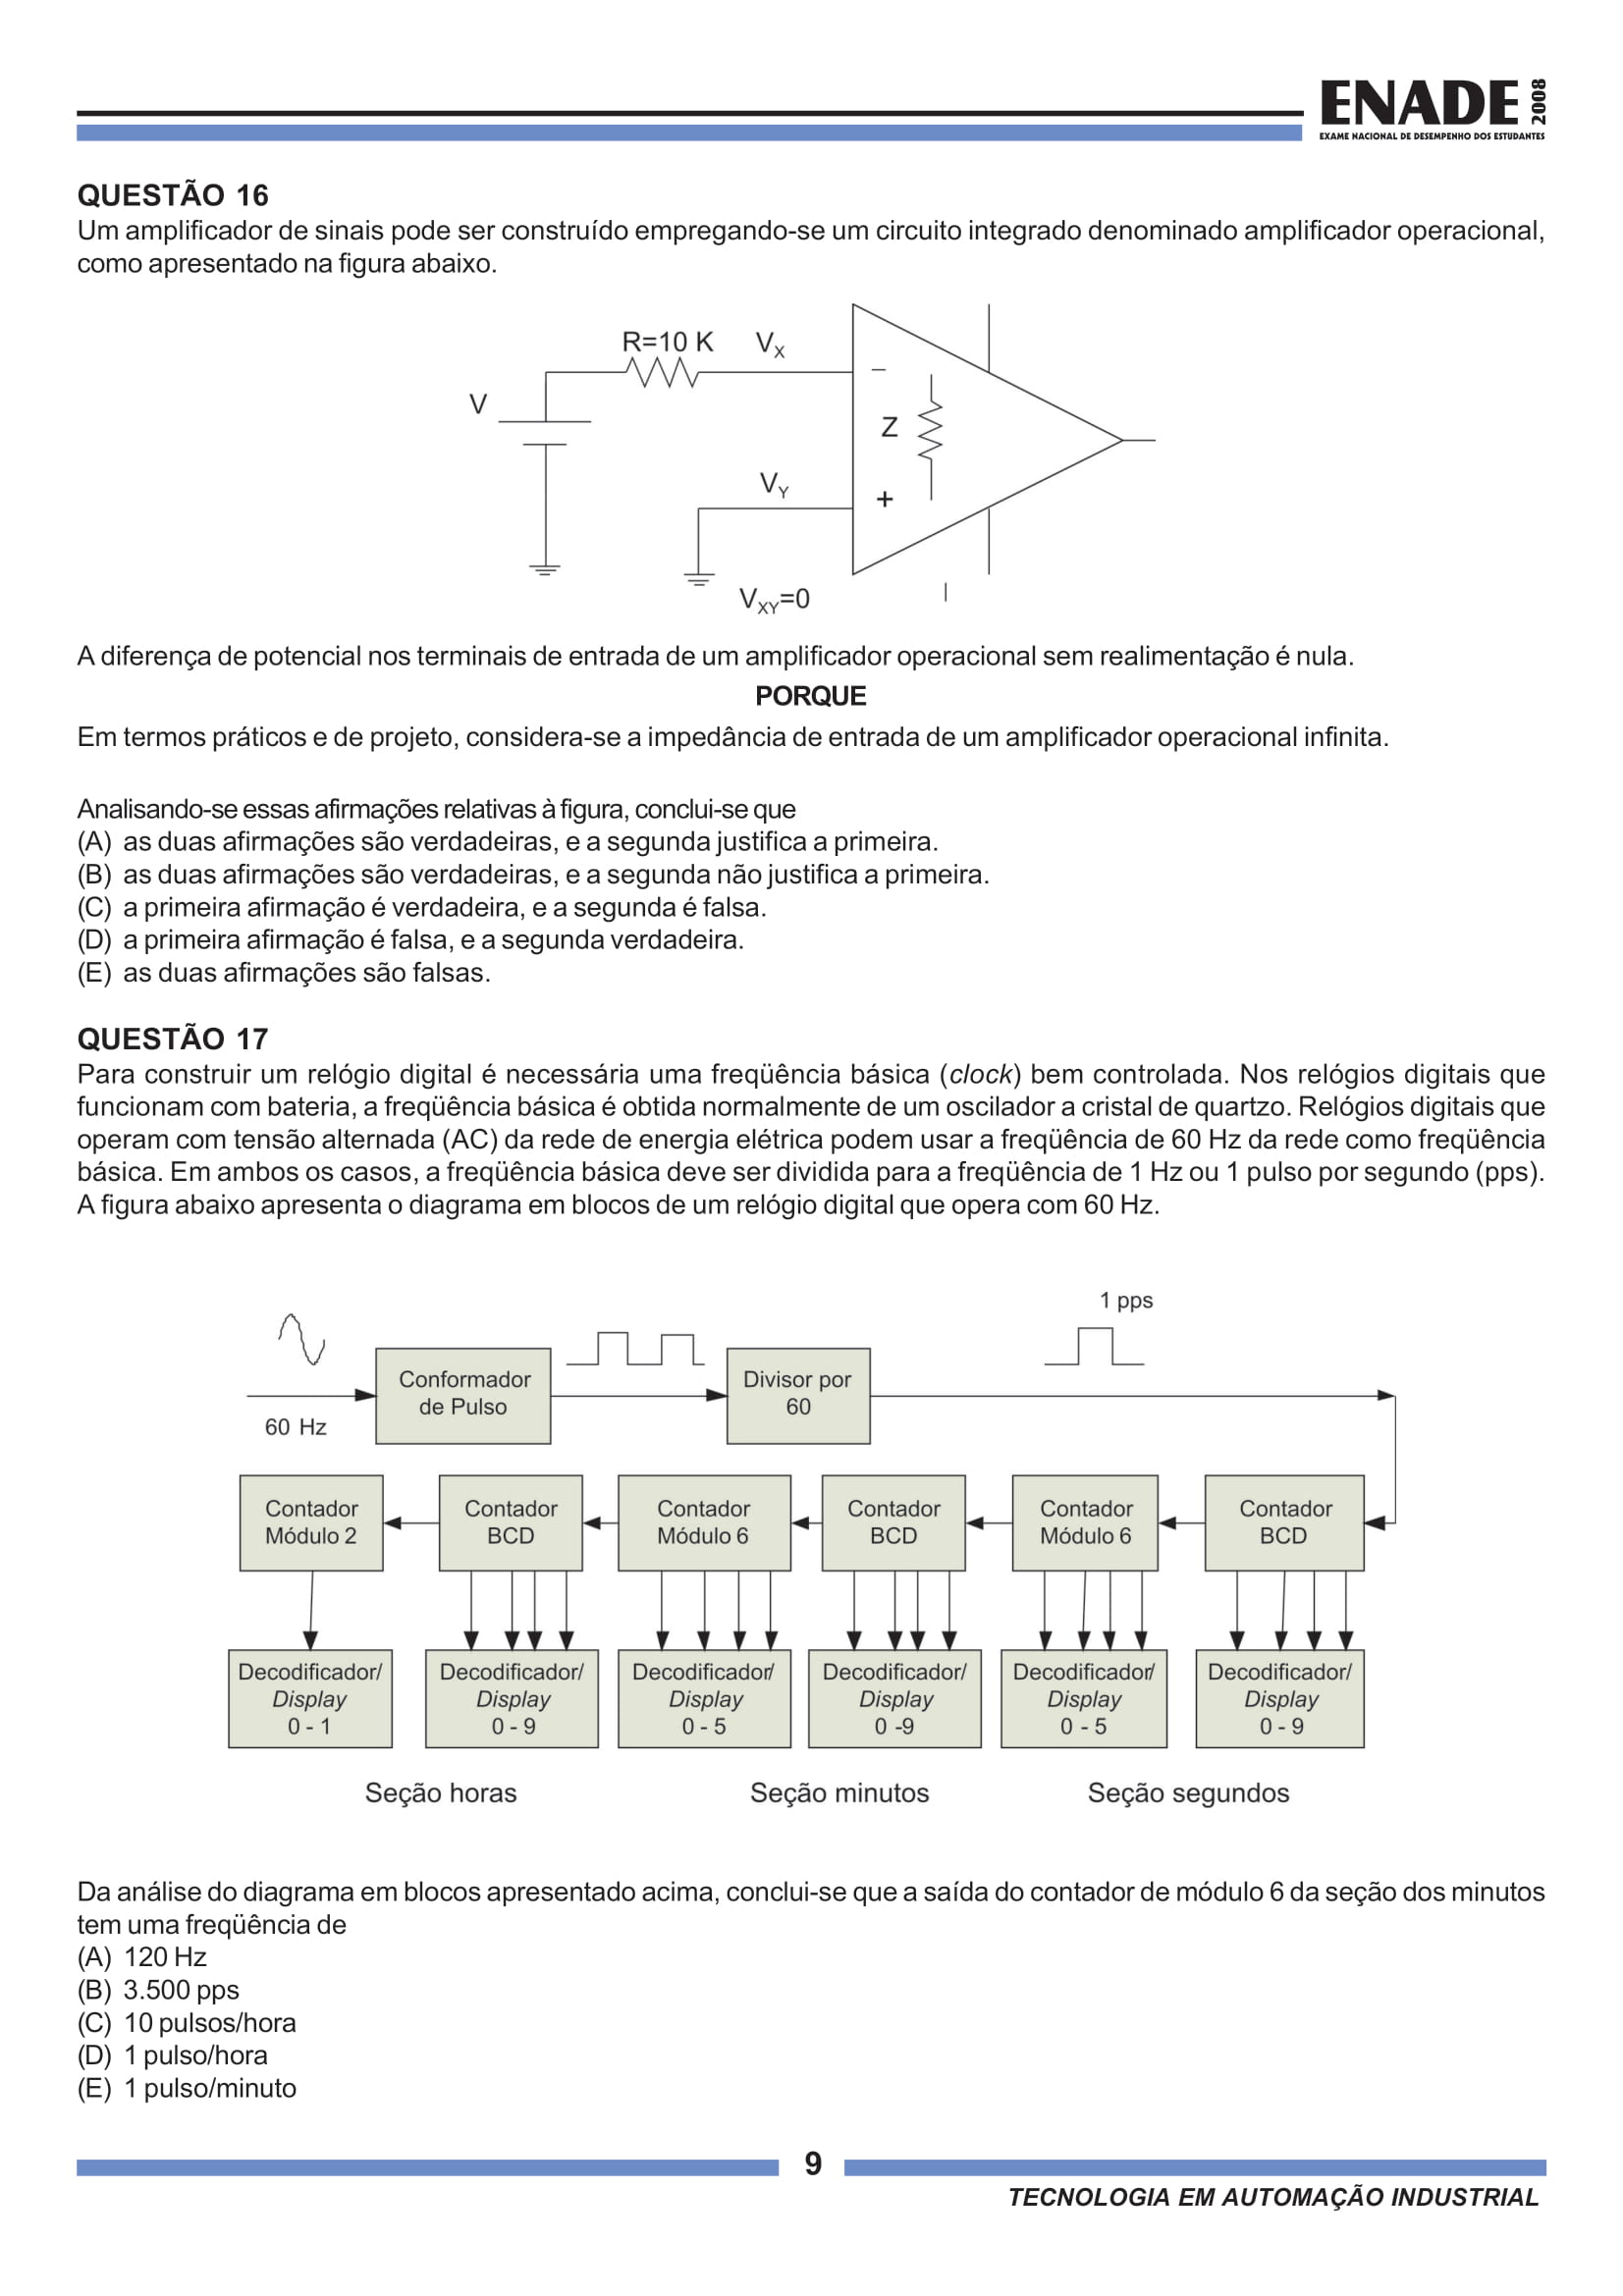 ENADE 2008
EXAME NACIONAL DE DESEMPENHO DOS ESTUDANTES
QUESTÃO 16
Um amplificador de sinais pode ser construído empregando-se um circuito integrado denominado amplificador operacional,
como apresentado na figura abaixo.
R=10 K
VX
V
–
Z
VY
+
VXY=0
A diferença de potencial nos terminais de entrada de um amplificador operacional sem realimentação é nula.
PORQUE
Em termos práticos e de projeto, considera-se a impedância de entrada de um amplificador operacional infinita.
Analisando-se essas afirmações relativas à figura, conclui-se que
(A) as duas afirmações são verdadeiras, e a segunda justifica a primeira.
(B) as duas afirmações são verdadeiras, e a segunda não justifica a primeira.
(C) a primeira afirmação é verdadeira, e a segunda é falsa.
(D) a primeira afirmação é falsa, e a segunda verdadeira.
(E) as duas afirmações são falsas.
QUESTÃO 17
Para construir um relógio digital é necessária uma freqüência básica (clock) bem controlada. Nos relógios digitais que
funcionam com bateria, a freqüência básica é obtida normalmente de um oscilador a cristal de quartzo. Relógios digitais que
operam com tensão alternada (AC) da rede de energia elétrica podem usar a freqüência de 60 Hz da rede como freqüência
básica. Em ambos os casos, a freqüência básica deve ser dividida para a freqüência de 1 Hz ou 1 pulso por segundo (pps).
A figura abaixo apresenta o diagrama em blocos de um relógio digital que opera com 60 Hz.
1 pps
Conformador
de Pulso
Divisor por
60
60 Hz
Contador
Módulo 2
Contador
BCD
Contador
Módulo 6
Contador
BCD
Contador
Módulo 6
Contador
BCD
Decodificador/
Display
0 - 1
Decodificador/
Display
0 - 9
Decodificador/
Display
0 - 5
Decodificador/
Display
0 -9
Decodificador/
Display
0 - 5
Decodificador/
Display
0 - 9
Seção horas
Seção minutos
Seção segundos
Da análise do diagrama em blocos apresentado acima, conclui-se que a saída do contador de módulo 6 da seção dos minutos
tem uma freqüência de
(A) 120 Hz
(B) 3.500 pps
(C) 10 pulsos/hora
(D) 1 pulso/hora
(E) 1 pulso/minuto
9
TECNOLOGIA EM AUTOMAÇÃO INDUSTRIAL